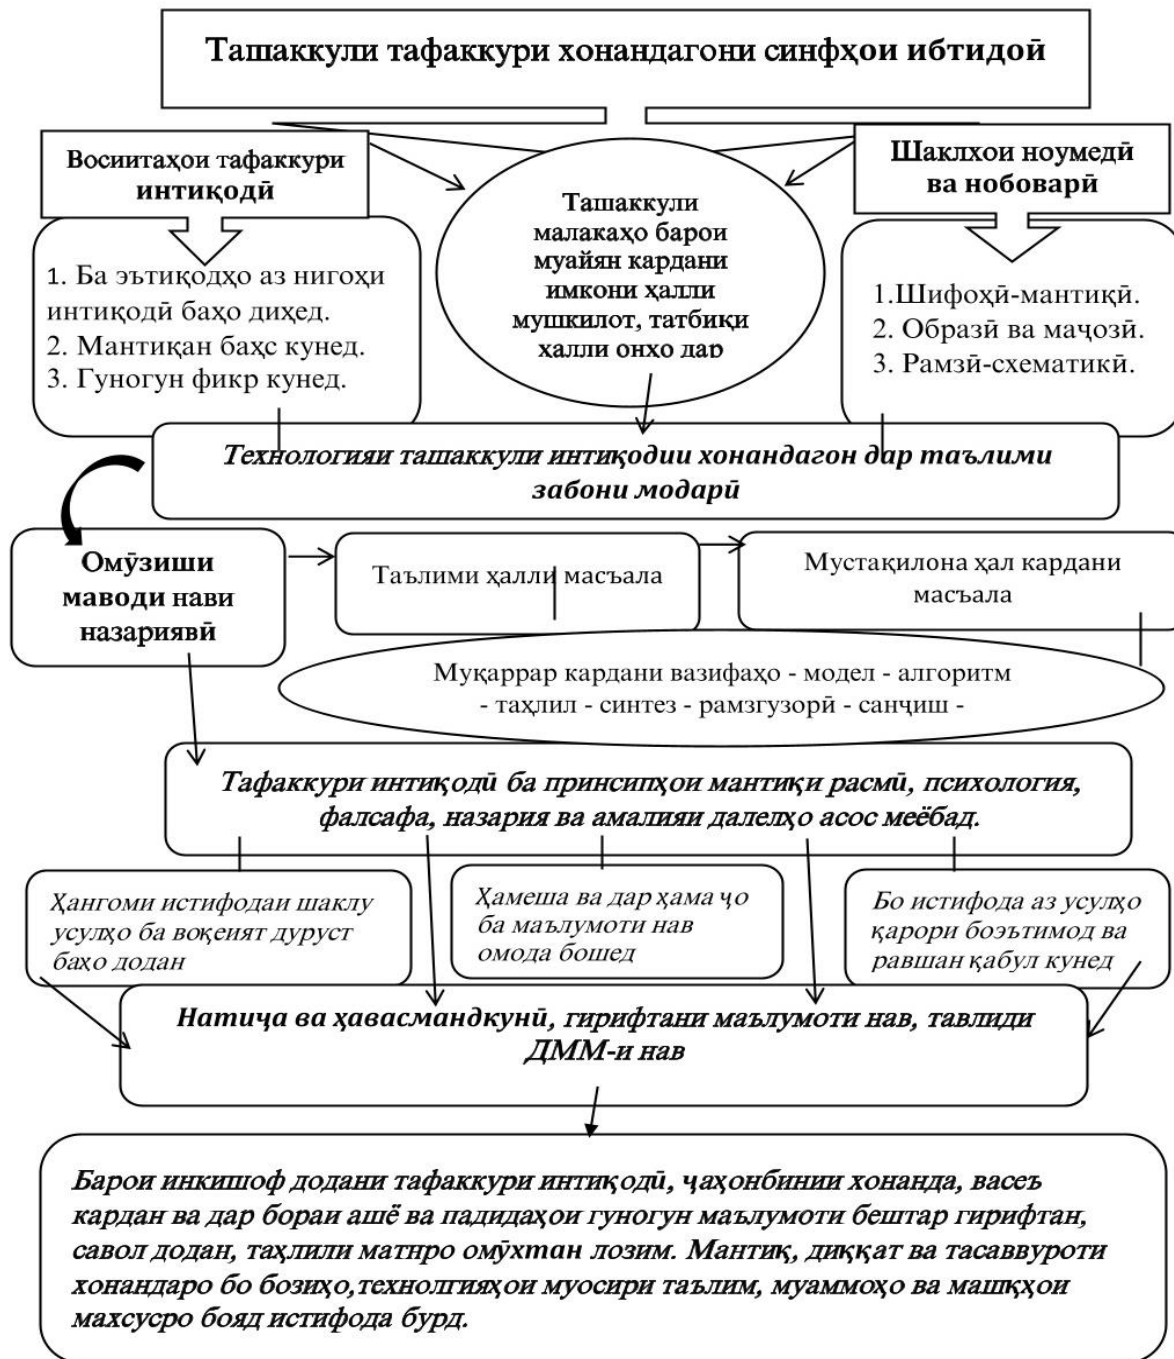 Ташаккули тафаккури хонандагони синфҳои ибтидоӣ
Восиитаҳои тафаккури
интиқодӣ
Ташаккули
малакаҳо барои
муайян кардани
имкони ҳалли
мушкилот, татбиқи
ҳалли онҳо дар
Шаклҳои ноумедӣ
ва нобоварӣ
1. Ба эътиқодҳо аз нигоҳи
интиқодӣ баҳо диҳед.
2. Мантиқан баҳс кунед.
3. Гуногун фикр кунед.
1.Шифоҳӣ-мантиқӣ.
2. Образӣ ва маҷозӣ.
3. Рамзӣ-схематикӣ.
Технологияи ташаккули интиқодии хонандагон дар таълими
забони модарӣ
Омӯзиши
маводи нави
назариявӣ
Таълими ҳалли масъала
Мустақилона ҳал кардани
масъала
Муқаррар кардани вазифаҳо - модел - алгоритм
- таҳлил - синтез - рамзгузорӣ - санҷиш -
Тафаккури интиқодӣ ба принсипҳои мантиқи расмӣ, психология,
фалсафа, назария ва амалияи далелҳо асос меёбад.
Ҳангоми истифодаи шаклу
усулҳо ба воқеият дуруст
баҳо додан
Ҳамеша ва дар ҳама ҷо
ба маълумоти нав
омода бошед
Бо истифода аз усулҳо
қарори боэътимод ва
равшан қабул кунед
Натиҷа ва ҳавасмандкунӣ, гирифтани маълумоти нав, тавлиди
ДММ-и нав
Барои инкишоф додани тафаккури интиқодӣ, ҷаҳонбинии хонанда, васеъ
кардан ва дар бораи ашё ва падидаҳои гуногун маълумоти бештар гирифтан,
савол додан, таҳлили матнро омӯхтан лозим. Мантиқ, диққат ва тасаввуроти
хонандаро бо бозиҳо,технолгияҳои муосири таълим, муаммоҳо ва машқҳои
махсусро бояд истифода бурд.